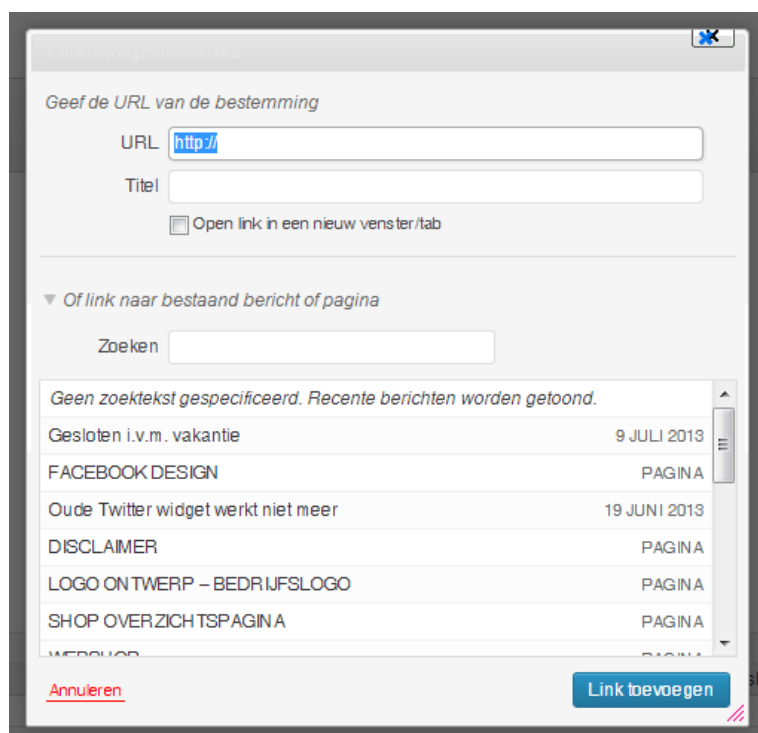 Geef de URL van de bestemming
URL http://
Titel
Open link in een nieuw venster/tab
Of link naar bestaand bericht of pagina
Zoeken
Geen zoektekst gespecificeerd. Recente berichten worden getoond.
Gesloten i.v.m. vakantie 9 JULI 2013
FACEBOOK DESIGN PAGINA
Oude Twitter widget werkt niet meer 19 JUNI 2013
DISCLAIMER PAGINA
LOGO ONTWERP – BEDRIJFSLOGO PAGINA
SHOP OVERZICHTSPAGINA PAGINA
WEBSHOP PAGINA
Annuleren Link toevoegen